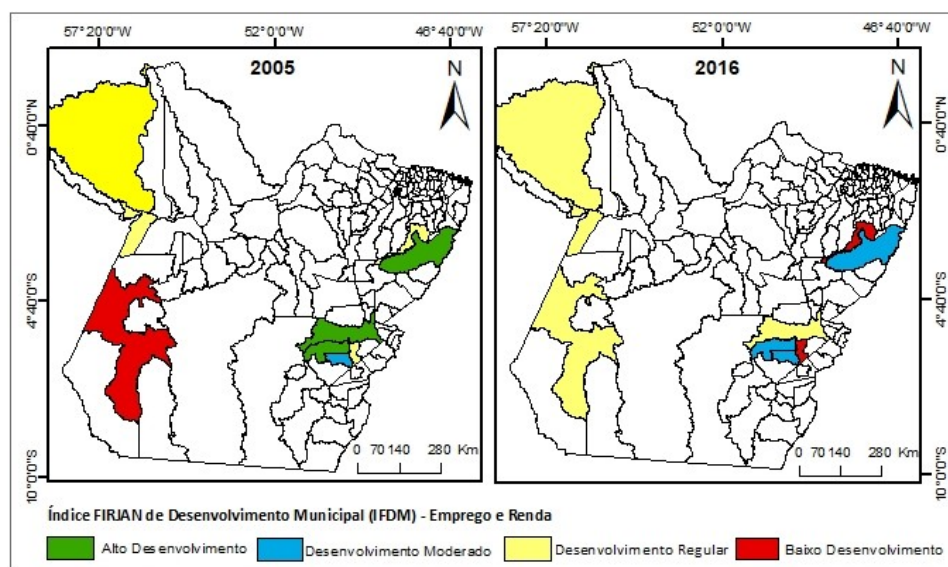 57°20'0"W 52°0'0"W 46°40'0"W 57°20'0"W 52°0'0"W 46°40'0"W
2005 N 2016 N
0°40'0"N 0°40'0"N
4°40'0"S 4°40'0"S
10°0'0"S 10°0'0"S
0 70 140 280 Km 0 70 140 280 Km
Índice FIRJAN de Desenvolvimento Municipal (IFDM) - Emprego e Renda
Alto Desenvolvimento Desenvolvimento Moderado Desenvolvimento Regular Baixo Desenvolvimento